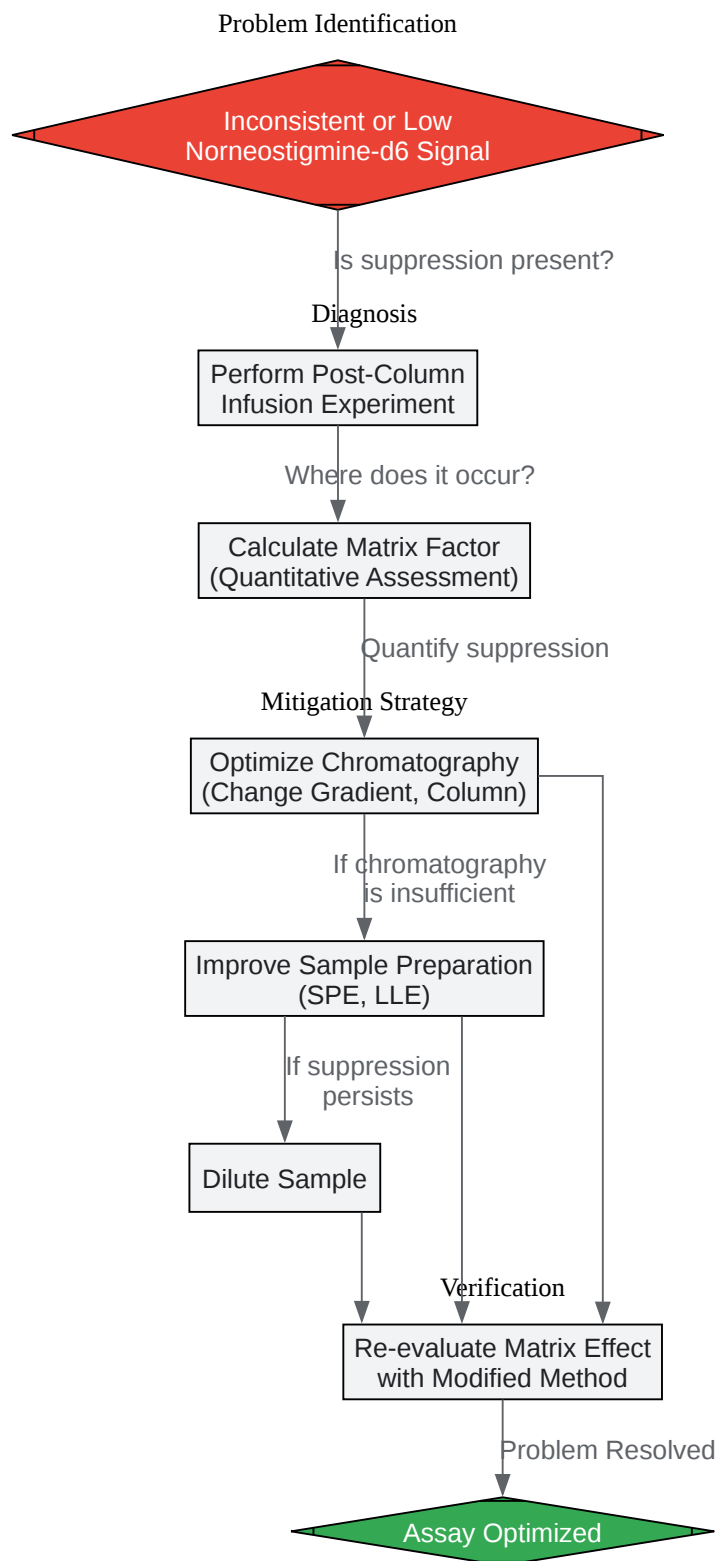 Problem Identification
Inconsistent or Low
Norneostigmine-d6 Signal
Is suppression present?
Diagnosis
Perform Post-Column
Infusion Experiment
Where does it occur?
Calculate Matrix Factor
(Quantitative Assessment)
Quantify suppression
Mitigation Strategy
Optimize Chromatography
(Change Gradient, Column)
If chromatography
is insufficient
Improve Sample Preparation
(SPE, LLE)
If suppression
persists
Dilute Sample
Verification
Re-evaluate Matrix Effect
with Modified Method
Problem Resolved
Assay Optimized